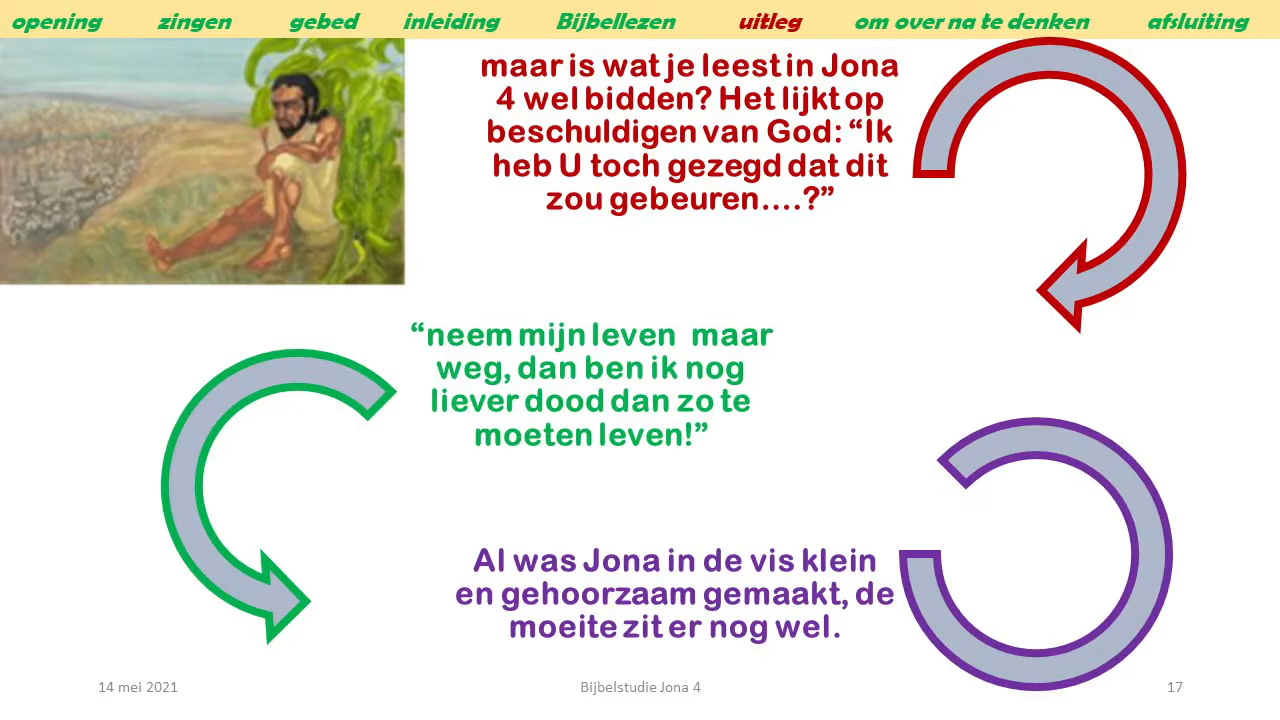 opening zingen gebed inleiding Bijbellezen uitleg om over na te denken afsluiting
maar is wat je leest in Jona
4 wel bidden? Het lijkt op
beschuldigen van God: “Ik
heb U toch gezegd dat dit
zou gebeuren....?”
“neem mijn leven maar
weg, dan ben ik nog
liever dood dan zo te
moeten leven!”
Al was Jona in de vis klein
en gehoorzaam gemaakt, de
moeite zit er nog wel.
14 mei 2021 Bijbelstudie Jona 4 17